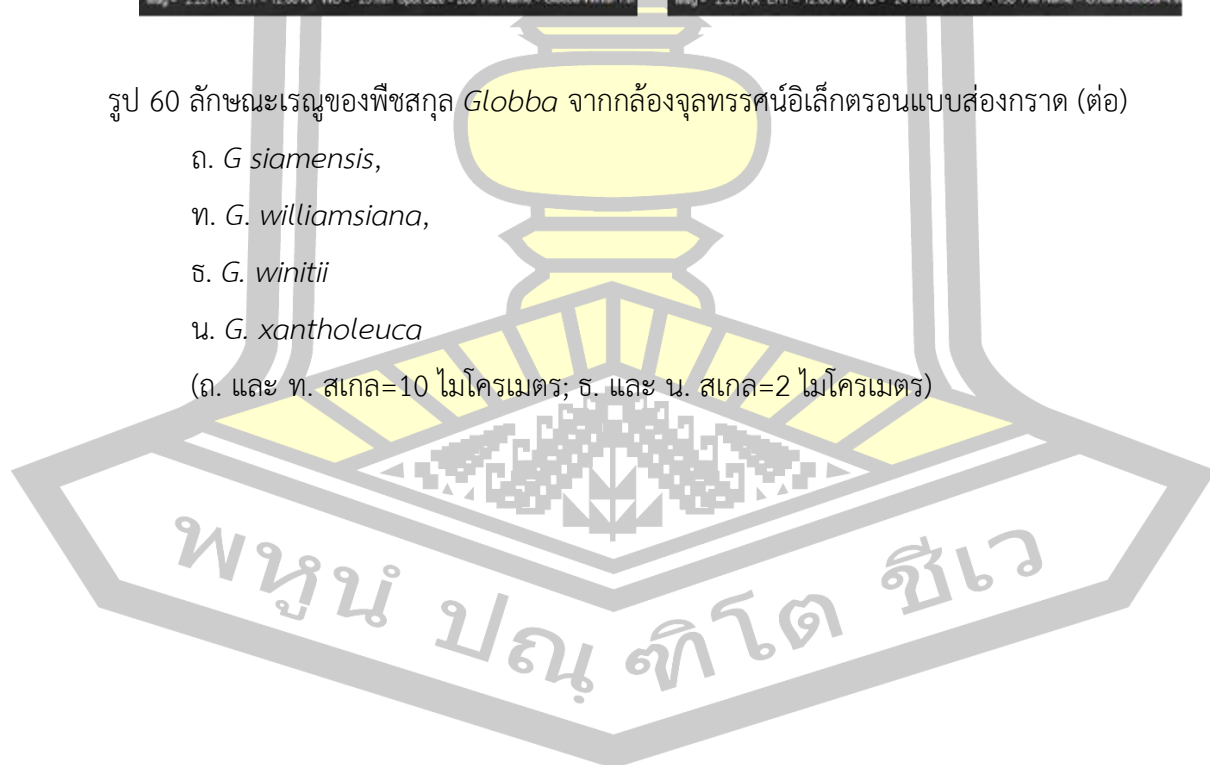 รูป 60 ลักษณะเรณูของพืชสกุล Globba จากกล้องจุลทรรศน์อิเล็กตรอนแบบส่องกราด (ต่อ)
ถ. G siamensis,
ท. G. williamsiana,
ธ. G. winitii
น. G. xantholeuca
(ถ. และ ท. สเกล=10 ไมโครเมตร; ธ. และ น. สเกล=2 ไมโครเมตร)
พหูนํ ปณฺฑิโต ชีเว